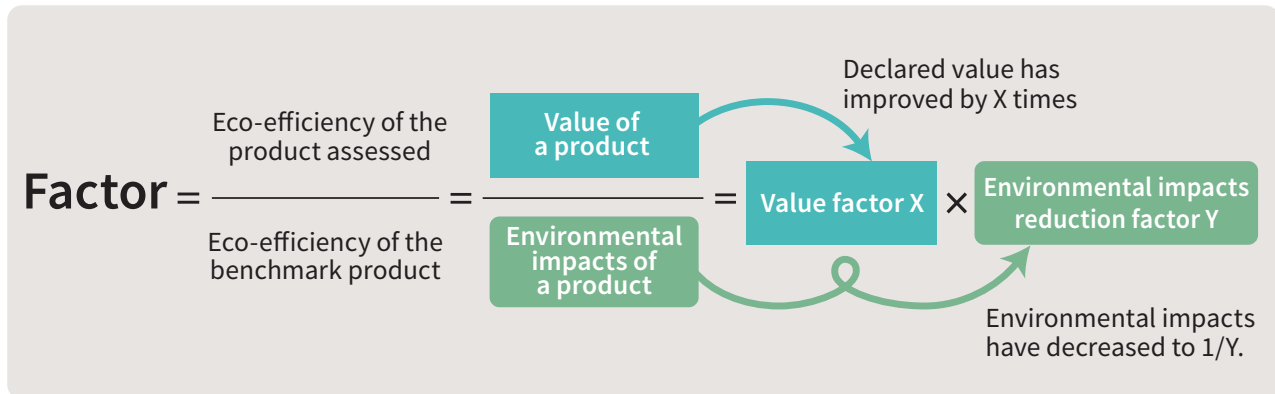 Factor
=
Eco-efficiency of the
product assessed
Eco-efficiency of the
benchmark product
=
Value of
a product
Environmental
impacts of
a product
=
Value factor X
×
Environmental impacts
reduction factor Y
Declared value has
improved by X times
Environmental impacts
have decreased to 1/Y.